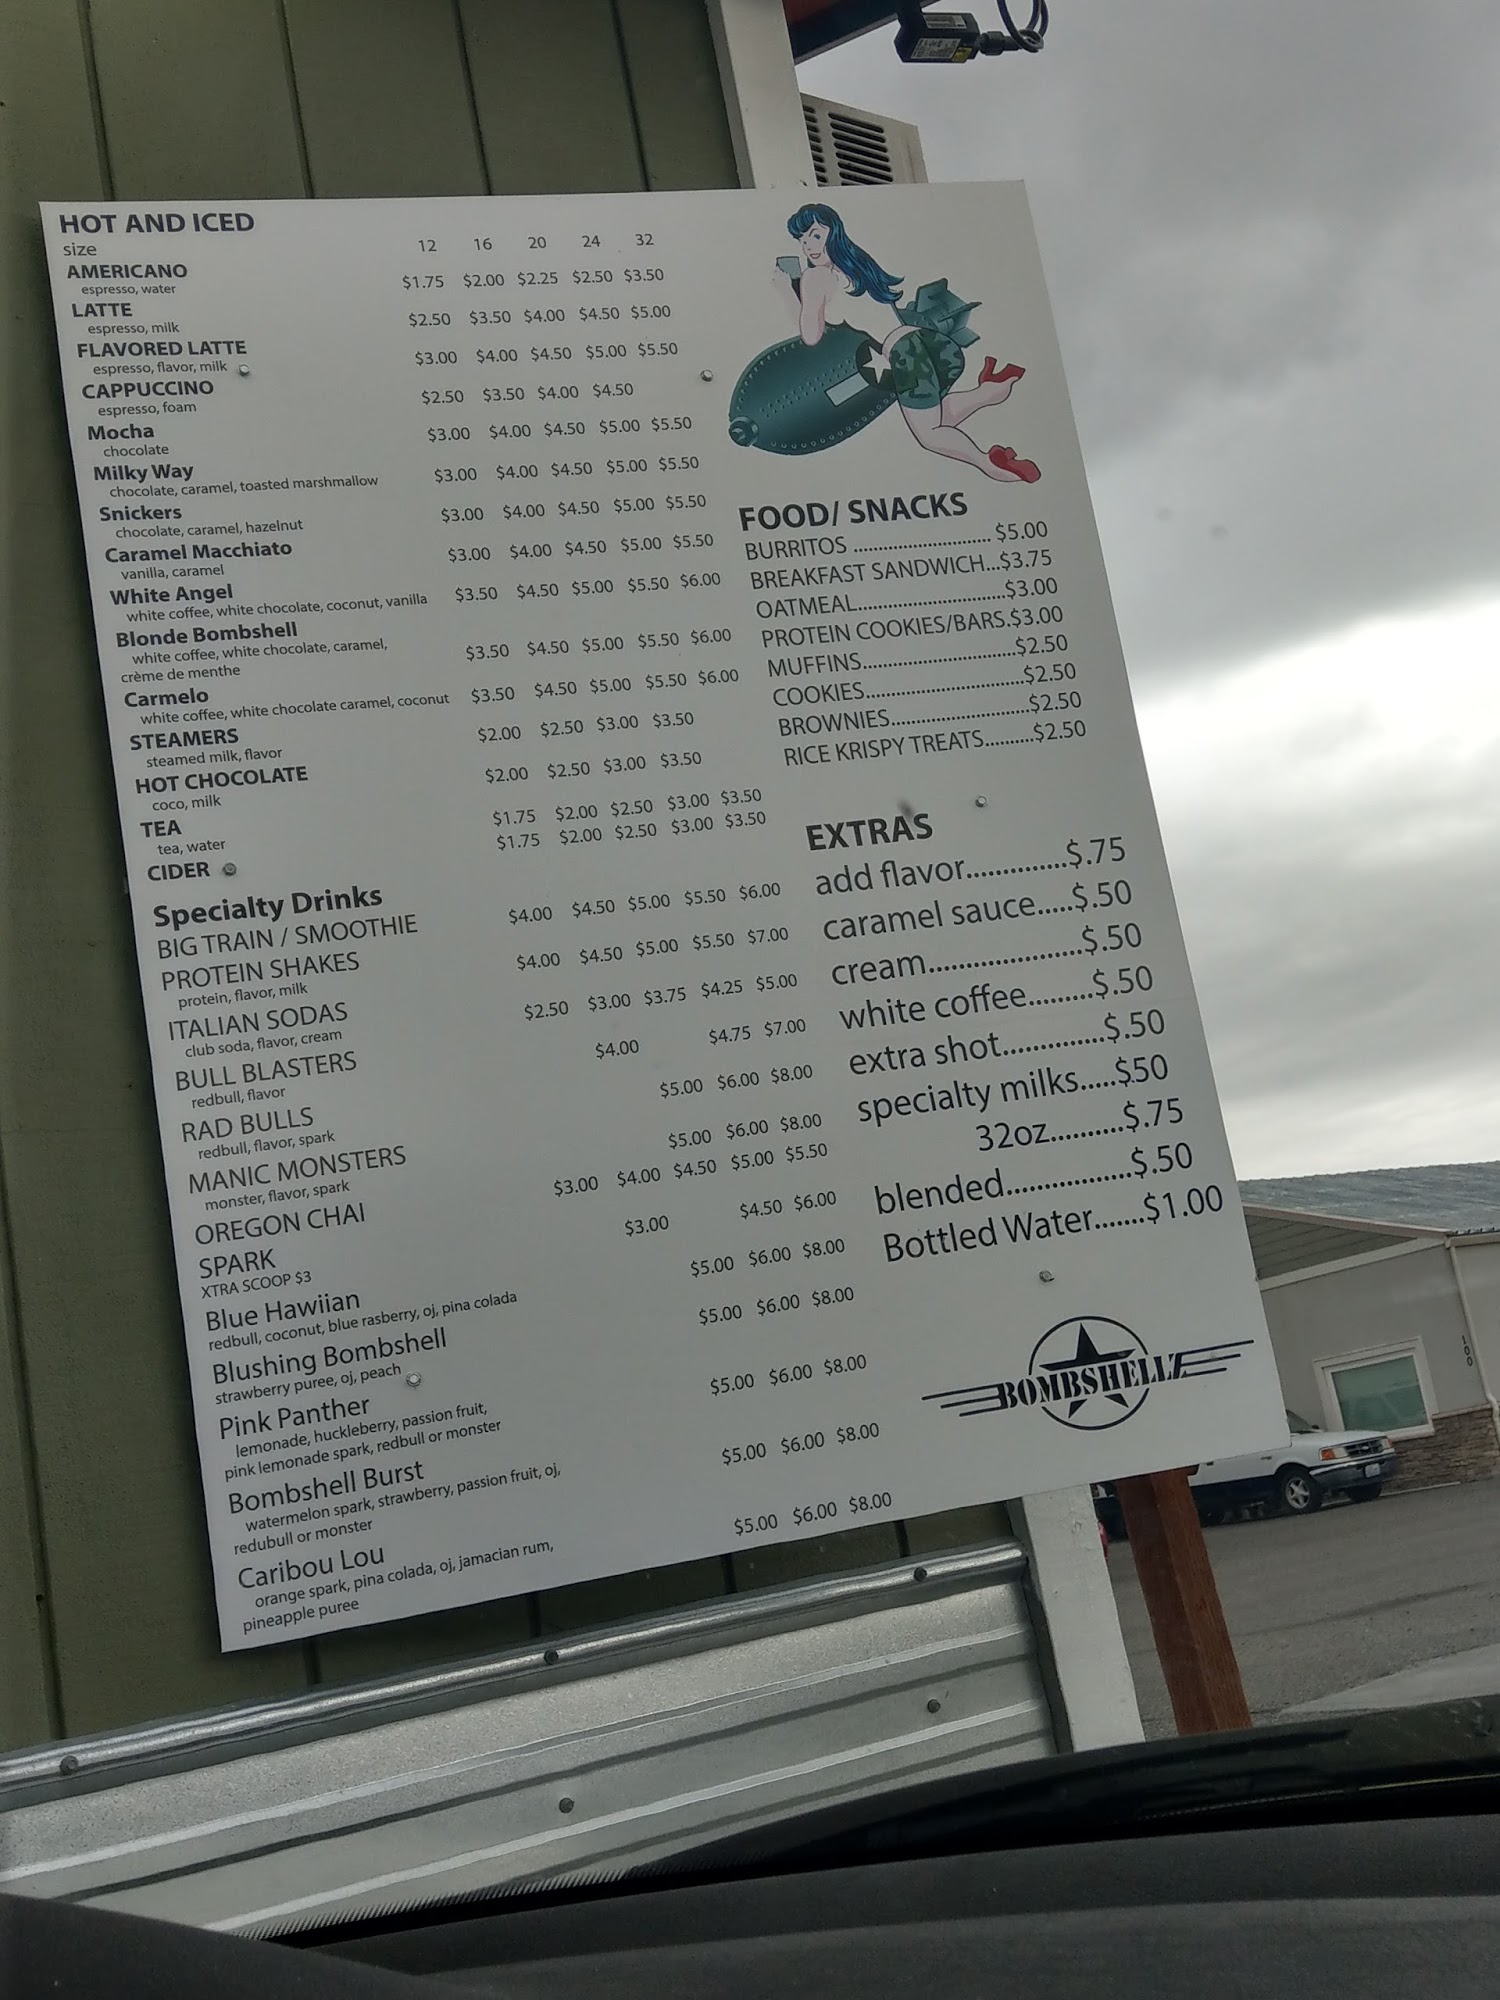 HOT AND ICED
size 12 16 20 24 32
AMERICANO $1.75 $2.00 $2.25 $2.50 $3.50
espresso, water
LATTE $2.50 $3.50 $4.00 $4.50 $5.00
espresso, milk
FLAVORED LATTE $3.00 $4.00 $4.50 $5.00 $5.50
espresso, flavor, milk
CAPPUCCINO $2.50 $3.50 $4.00 $4.50
espresso, foam
Mocha $3.00 $4.00 $4.50 $5.00 $5.50
chocolate
Milky Way $3.00 $4.00 $4.50 $5.00 $5.50
chocolate, caramel, toasted marshmallow
Snickers $3.00 $4.00 $4.50 $5.00 $5.50
chocolate, caramel, hazelnut
Caramel Macchiato $3.00 $4.00 $4.50 $5.00 $5.50
vanilla, caramel
White Angel $3.50 $4.50 $5.00 $5.50 $6.00
white coffee, white chocolate, coconut, vanilla
Blonde Bombshell
white coffee, white chocolate, caramel, $3.50 $4.50 $5.00 $5.50 $6.00
crème de menthe
Carmelo $3.50 $4.50 $5.00 $5.50 $6.00
white coffee, white chocolate caramel, coconut
STEAMERS $2.00 $2.50 $3.00 $3.50
steamed milk, flavor
HOT CHOCOLATE $2.00 $2.50 $3.00 $3.50
coco, milk
TEA $1.75 $2.00 $2.50 $3.00 $3.50
tea, water
CIDER $1.75 $2.00 $2.50 $3.00 $3.50
Specialty Drinks
BIG TRAIN / SMOOTHIE $4.00 $4.50 $5.00 $5.50 $6.00
PROTEIN SHAKES $4.00 $4.50 $5.00 $5.50 $7.00
protein, flavor, milk
ITALIAN SODAS $2.50 $3.00 $3.75 $4.25 $5.00
club soda, flavor, cream
BULL BLASTERS $4.00 $4.75 $7.00
redbull, flavor
RAD BULLS $5.00 $6.00 $8.00
redbull, flavor, spark
MANIC MONSTERS $5.00 $6.00 $8.00
monster, flavor, spark
OREGON CHAI $3.00 $4.00 $4.50 $5.00 $5.50
SPARK $3.00 $4.50 $6.00
XTRA SCOOP $3
Blue Hawiian $5.00 $6.00 $8.00
redbull, coconut, blue rasberry, oj, pina colada
Blushing Bombshell $5.00 $6.00 $8.00
strawberry puree, oj, peach
Pink Panther $5.00 $6.00 $8.00
lemonade, huckleberry, passion fruit,
pink lemonade spark, redbull or monster
Bombshell Burst $5.00 $6.00 $8.00
watermelon spark, strawberry, passion fruit, oj,
redubull or monster
Caribou Lou $5.00 $6.00 $8.00
orange spark, pina colada, oj, jamacian rum,
pineapple puree
FOOD/ SNACKS
BURRITOS ........................... $5.00
BREAKFAST SANDWICH...$3.75
OATMEAL.............................$3.00
PROTEIN COOKIES/BARS.$3.00
MUFFINS..............................$2.50
COOKIES...............................$2.50
BROWNIES...........................$2.50
RICE KRISPY TREATS..........$2.50
EXTRAS
add flavor..............$.75
caramel sauce.....$.50
cream.....................$.50
white coffee.........$.50
extra shot..............$.50
specialty milks.....$.50
32oz..........$.75
blended.................$.50
Bottled Water.......$1.00
BOMBSHELLZ
100